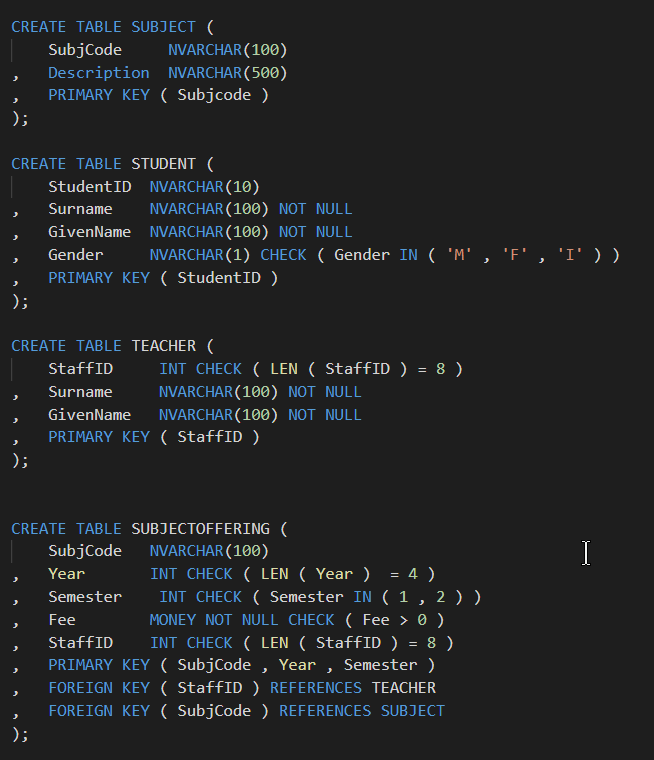 CREATE TABLE SUBJECT (
    SubjCode     NVARCHAR(100)
,   Description  NVARCHAR(500)
,   PRIMARY KEY ( Subjcode )
);

CREATE TABLE STUDENT (
    StudentID  NVARCHAR(10)
,   Surname    NVARCHAR(100) NOT NULL
,   GivenName  NVARCHAR(100) NOT NULL
,   Gender     NVARCHAR(1) CHECK ( Gender IN ( 'M' , 'F' , 'I' ) )
,   PRIMARY KEY ( StudentID )
);

CREATE TABLE TEACHER (
    StaffID     INT CHECK ( LEN ( StaffID ) = 8 )
,   Surname     NVARCHAR(100) NOT NULL
,   GivenName   NVARCHAR(100) NOT NULL
,   PRIMARY KEY ( StaffID )
);

CREATE TABLE SUBJECTOFFERING (
    SubjCode   NVARCHAR(100)
,   Year       INT CHECK ( LEN ( Year )  = 4 )
,   Semester    INT CHECK ( Semester IN ( 1 , 2 ) )
,   Fee        MONEY NOT NULL CHECK ( Fee > 0 )
,   StaffID    INT CHECK ( LEN ( StaffID ) = 8 )
,   PRIMARY KEY ( SubjCode , Year , Semester )
,   FOREIGN KEY ( StaffID ) REFERENCES TEACHER
,   FOREIGN KEY ( SubjCode ) REFERENCES SUBJECT
);